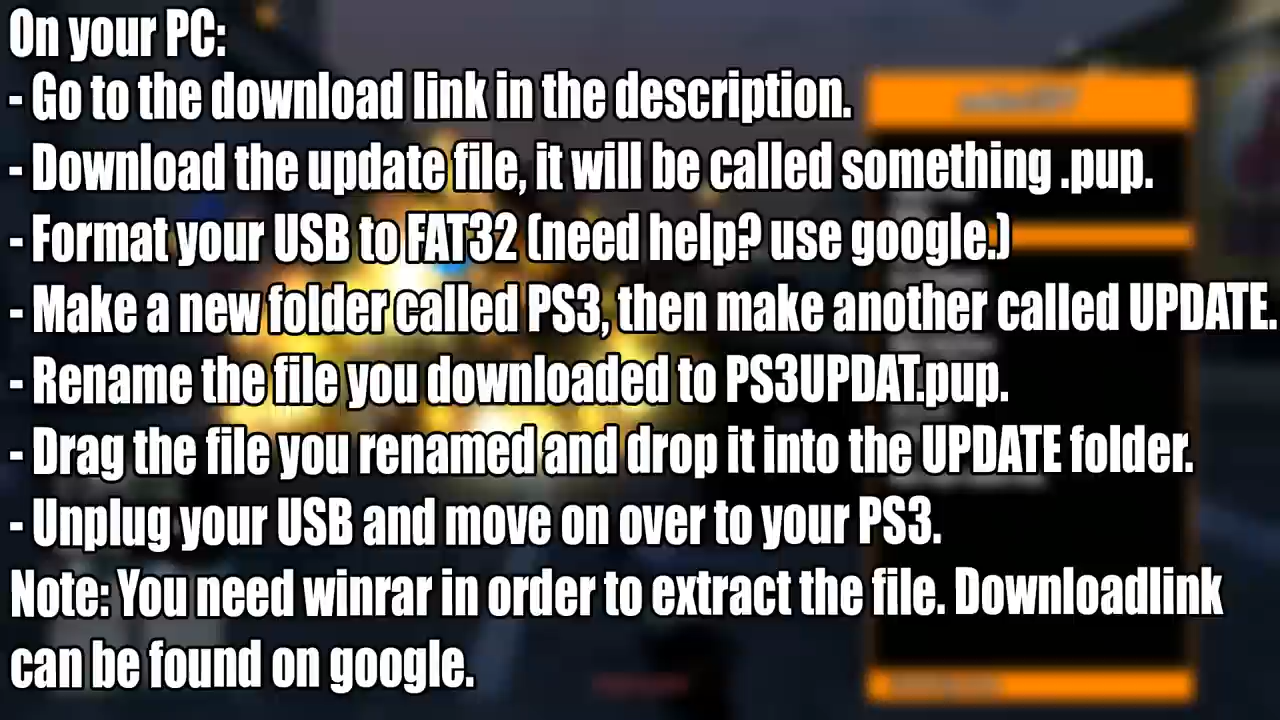 On your PC:
- Go to the download link in the description.
- Download the update file, it will be called something .pup.
- Format your USB to FAT32 (need help? use google.)
- Make a new folder called PS3, then make another called UPDATE.
- Rename the file you downloaded to PS3UPDAT.pup.
- Drag the file you renamed and drop it into the UPDATE folder.
- Unplug your USB and move on over to your PS3.
Note: You need winrar in order to extract the file. Downloadlink
can be found on google.